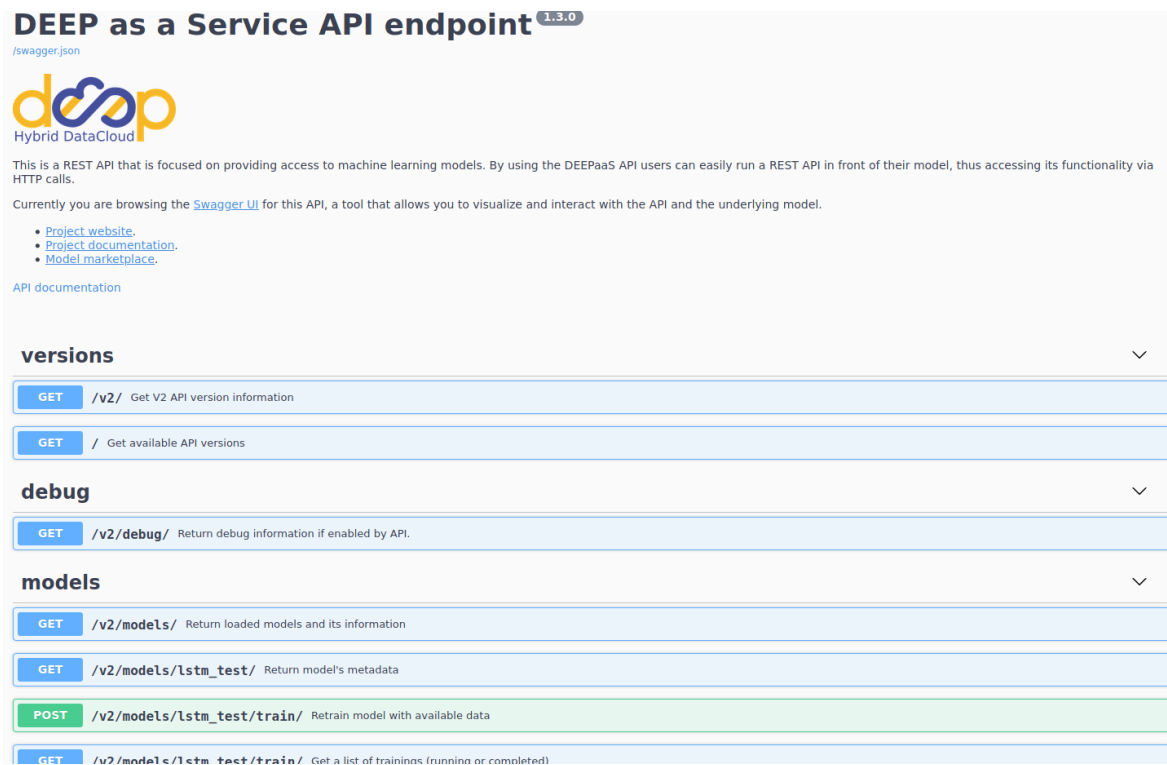 DEEP as a Service API endpoint 1.3.0
/swagger.json
deep
Hybrid DataCloud
This is a REST API that is focused on providing access to machine learning models. By using the DEEPaaS API users can easily run a REST API in front of their model, thus accessing its functionality via
HTTP calls.
Currently you are browsing the Swagger UI for this API, a tool that allows you to visualize and interact with the API and the underlying model.
• Project website.
• Project documentation.
• Model marketplace.
API documentation
versions
GET /v2/ Get V2 API version information
GET / Get available API versions
debug
GET /v2/debug/ Return debug information if enabled by API.
models
GET /v2/models/ Return loaded models and its information
GET /v2/models/lstm_test/ Return model's metadata
POST /v2/models/lstm_test/train/ Retrain model with available data
GET /v2/models/lstm_test/train/ Get a list of trainings (running or completed)